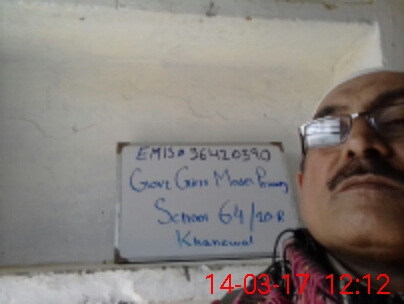 EMIS# 36420390
Govt Girls Model Primary
School 64/10.R
Khanewal
14-03-17 12:12